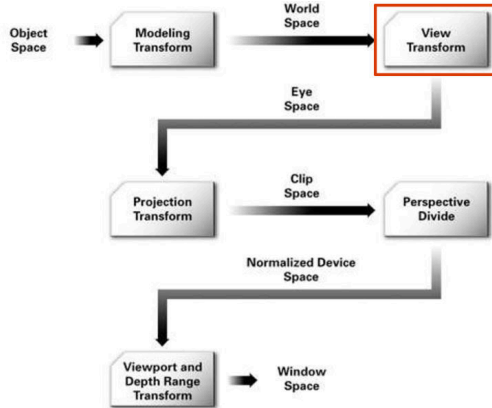 World
Space
Object
Space
Modeling
Transform
View
Transform
Eye
Space
Projection
Transform
Clip
Space
Perspective
Divide
Normalized Device
Space
Viewport and
Depth Range
Transform
Window
Space